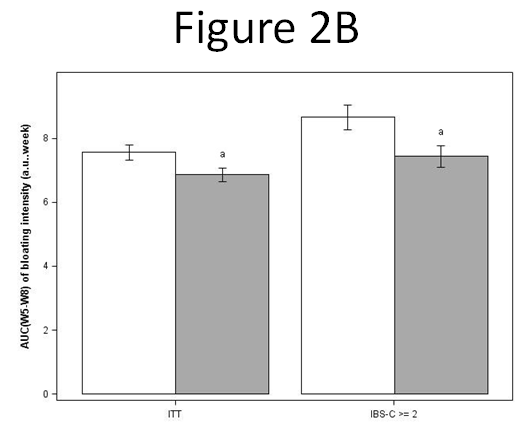 Figure 2B
AUC(W5-W8) of bloating intensity (a.u..week)
8
6
4
2
0
a
a
ITT
IBS-C >= 2